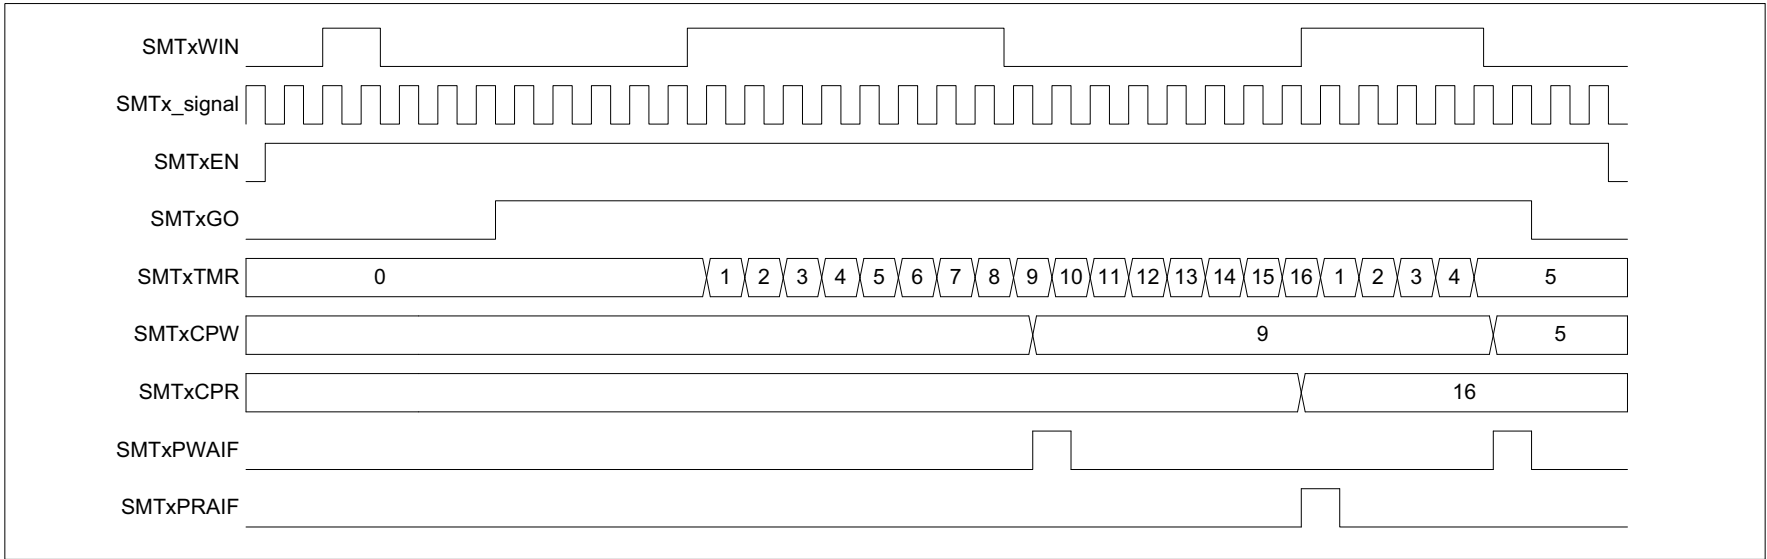 SMTxWIN
SMTx_signal
SMTxEN
SMTxGO
SMTxTMR 0 1 2 3 4 5 6 7 8 9 10 11 12 13 14 15 16 1 2 3 4 5
SMTxCPW 9 5
SMTxCPR 16
SMTxPWAIF
SMTxPRAIF